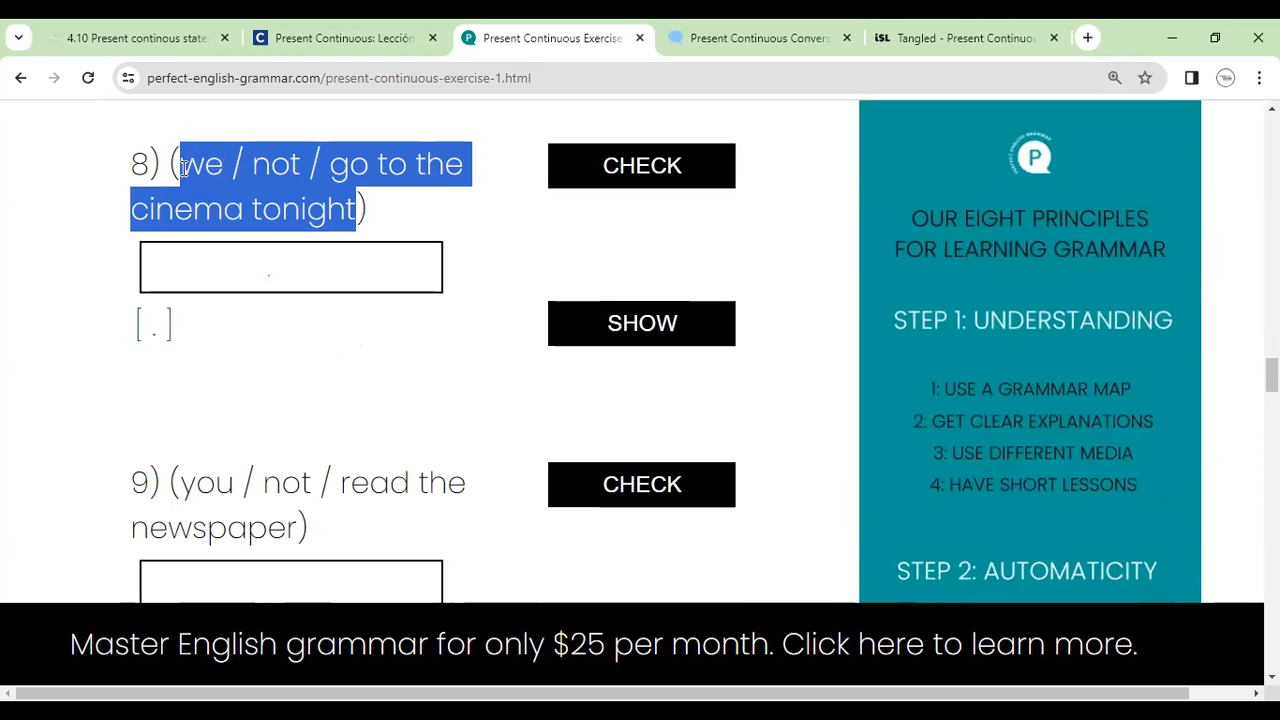 4.10 Present continous state
Present Continuous: Lección
Present Continuous Exercise
Present Continuous Convers
iSL Tangled - Present Continuou
perfect-english-grammar.com/present-continuous-exercise-1.html
8) (we / not / go to the
cinema tonight)
CHECK
.
[ . ]
SHOW
9) (you / not / read the
newspaper)
CHECK
P
OUR EIGHT PRINCIPLES
FOR LEARNING GRAMMAR
STEP 1: UNDERSTANDING
1: USE A GRAMMAR MAP
2: GET CLEAR EXPLANATIONS
3: USE DIFFERENT MEDIA
4: HAVE SHORT LESSONS
STEP 2: AUTOMATICITY
Master English grammar for only $25 per month. Click here to learn more.